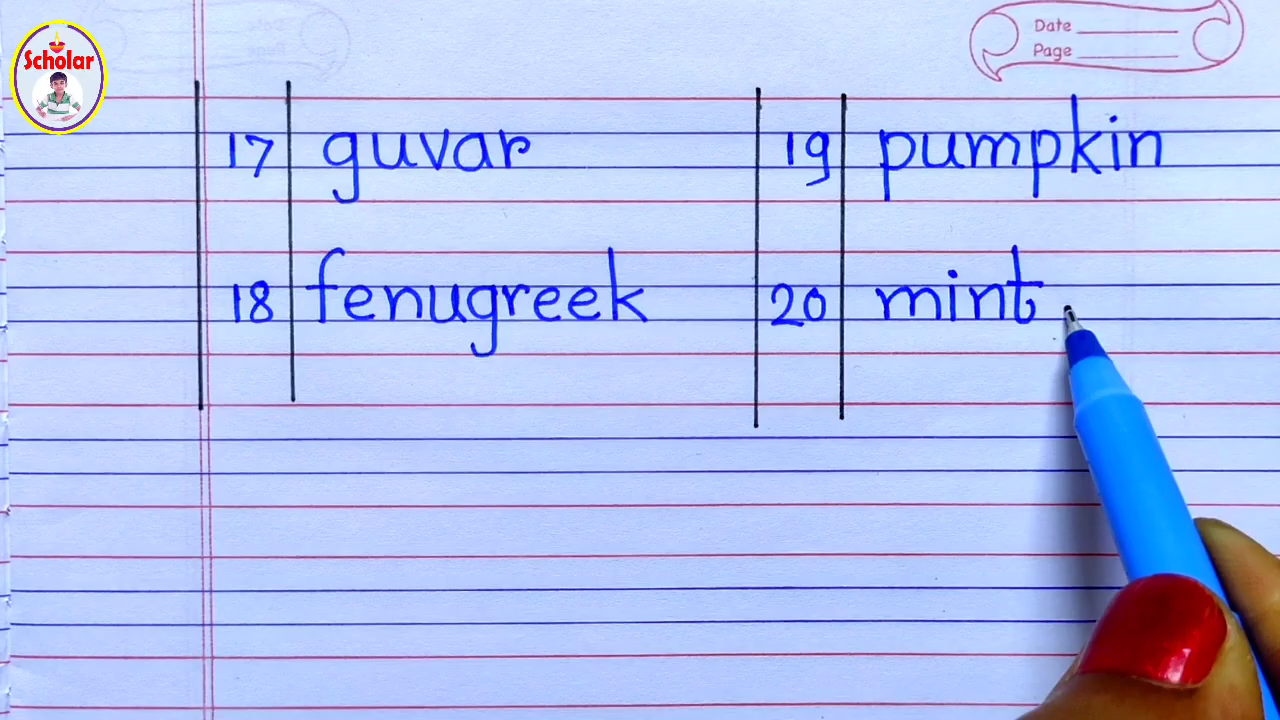 Scholar
Date
Page
17 guvar
19 pumpkin
18 fenugreek
20 mint